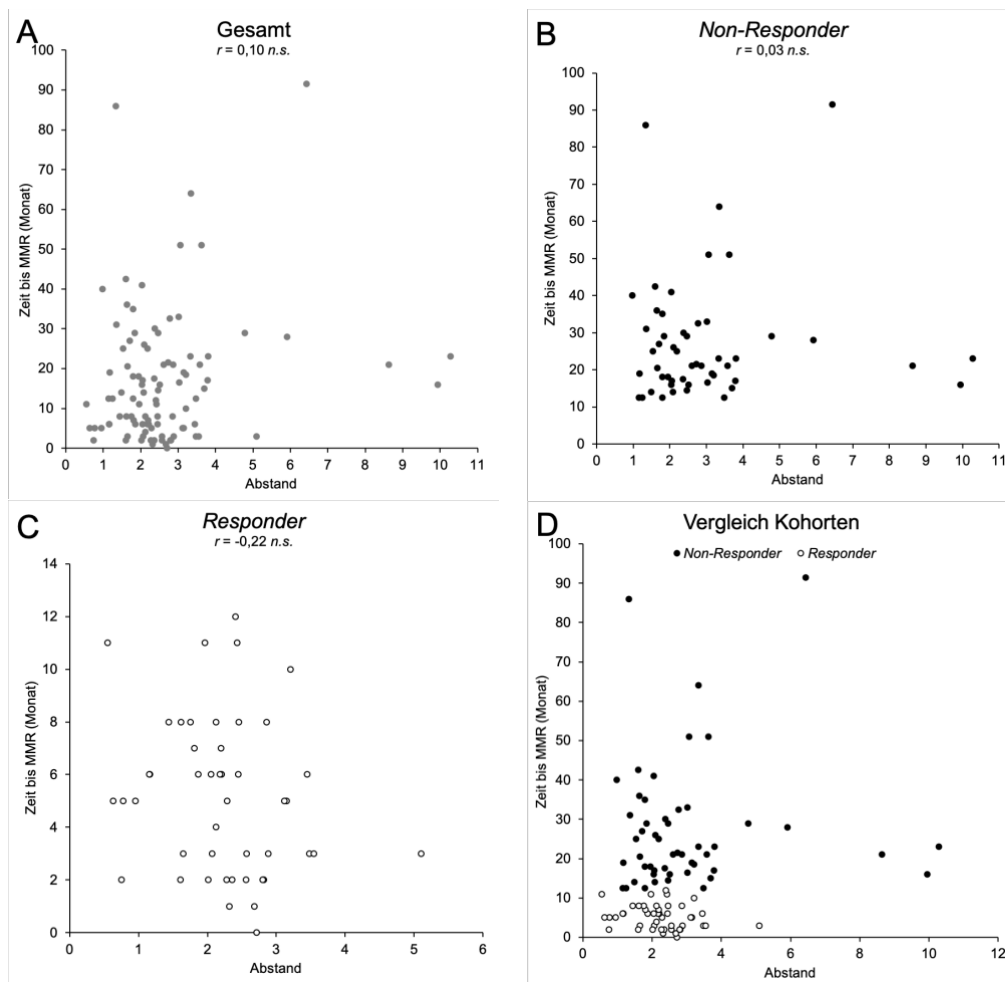 A
Gesamt
r = 0,10 n.s.
Zeit bis MMR (Monat)
100
90
80
70
60
50
40
30
20
10
0
0 1 2 3 4 5 6 7 8 9 10 11
Abstand
B
Non-Responder
r = 0,03 n.s.
Zeit bis MMR (Monat)
100
90
80
70
60
50
40
30
20
10
0
0 1 2 3 4 5 6 7 8 9 10 11
Abstand
C
Responder
r = -0,22 n.s.
Zeit bis MMR (Monat)
14
12
10
8
6
4
2
0
0 1 2 3 4 5 6
Abstand
D
Vergleich Kohorten
Non-Responder Responder
Zeit bis MMR (Monat)
100
90
80
70
60
50
40
30
20
10
0
0 2 4 6 8 10 12
Abstand